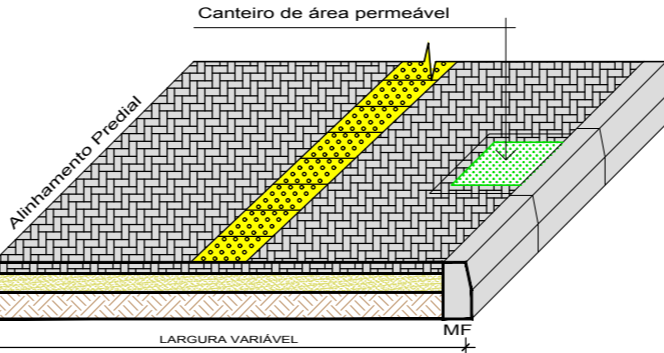 Canteiro de área permeável
Alinhamento Predial
MF
LARGURA VARIÁVEL